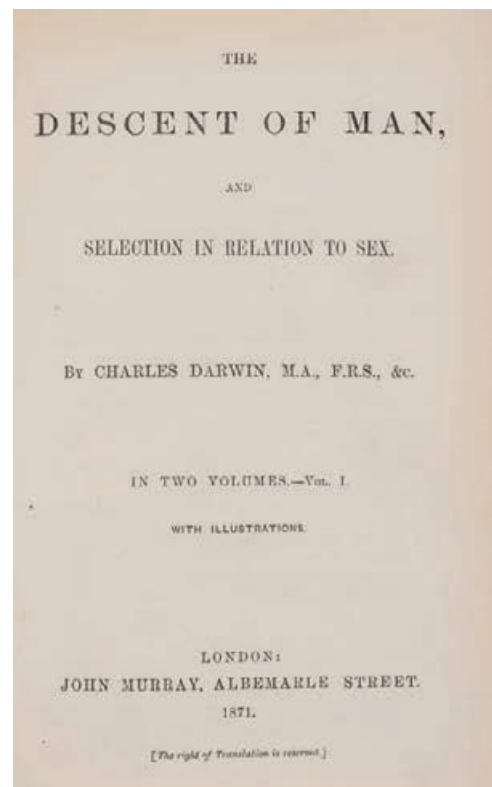 THE
DESCENT OF MAN,
AND
SELECTION IN RELATION TO SEX.
BY CHARLES DARWIN, M.A., F.R.S., &c.
IN TWO VOLUMES.—VOL. I.
WITH ILLUSTRATIONS.
LONDON:
JOHN MURRAY, ALBEMARLE STREET.
1871.
[The right of Translation is reserved.]